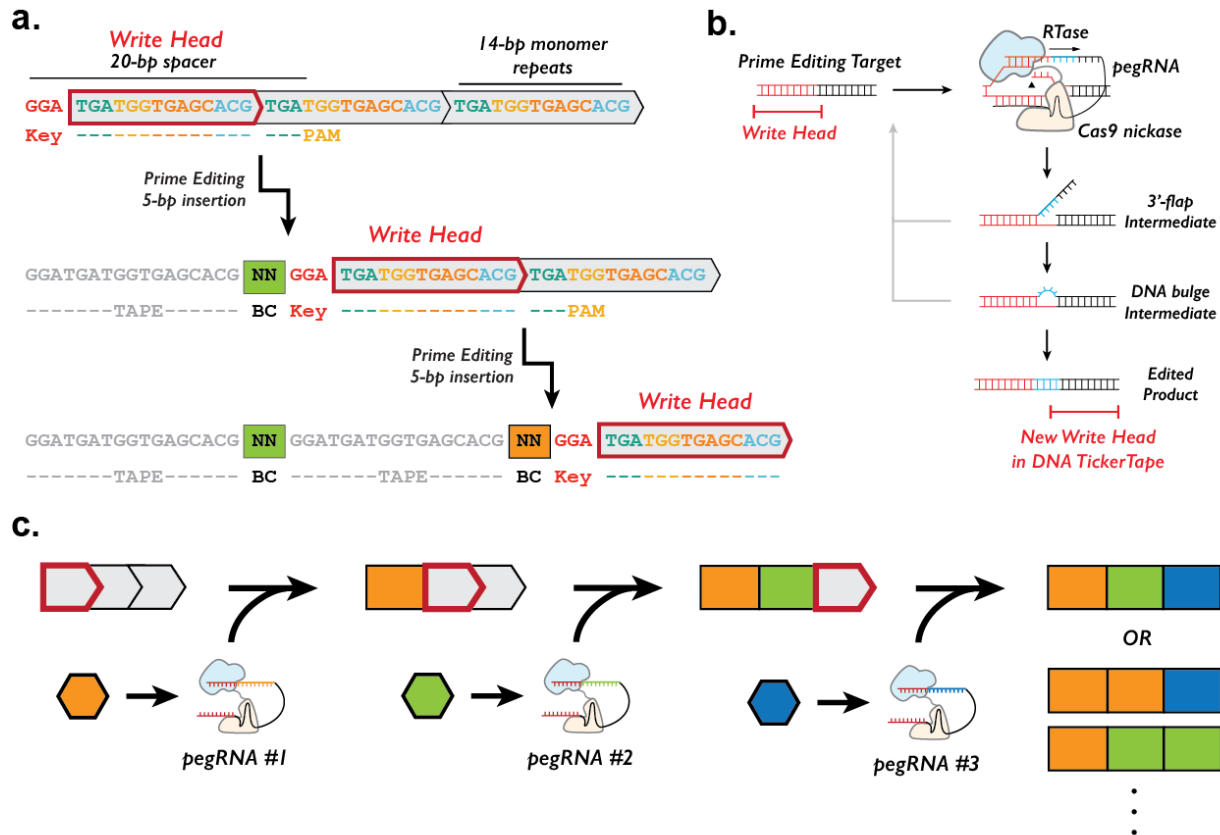 a.
Write Head
20-bp spacer
14-bp monomer
repeats
GGA TGATGGTGAGCACG TGATGGTGAGCACG TGATGGTGAGCACG
Key PAM
Prime Editing
5-bp insertion
Write Head
GGATGATGGTGAGCACG NN GGA TGATGGTGAGCACG TGATGGTGAGCACG
TAPE BC Key PAM
Prime Editing
5-bp insertion
Write Head
GGATGATGGTGAGCACG NN GGATGATGGTGAGCACG NN GGA TGATGGTGAGCACG
TAPE BC TAPE BC Key
b.
RTase
Prime Editing Target
pegRNA
Write Head
Cas9 nickase
3'-flap
Intermediate
DNA bulge
Intermediate
Edited
Product
New Write Head
in DNA TickerTape
c.
OR
pegRNA #1
pegRNA #2
pegRNA #3